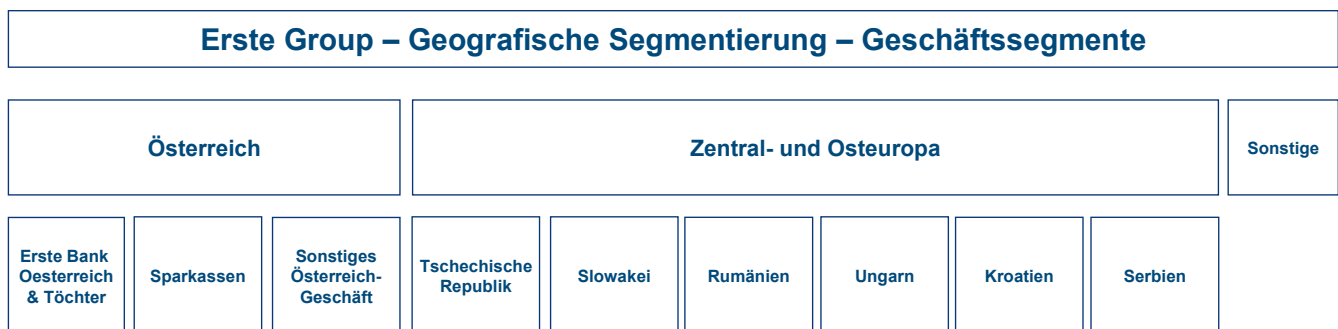 Erste Group – Geografische Segmentierung – Geschäftssegmente
Österreich
Zentral- und Osteuropa
Sonstige
Erste Bank
Oesterreich
& Töchter
Sparkassen
Sonstiges
Österreich-
Geschäft
Tschechische
Republik
Slowakei
Rumänien
Ungarn
Kroatien
Serbien